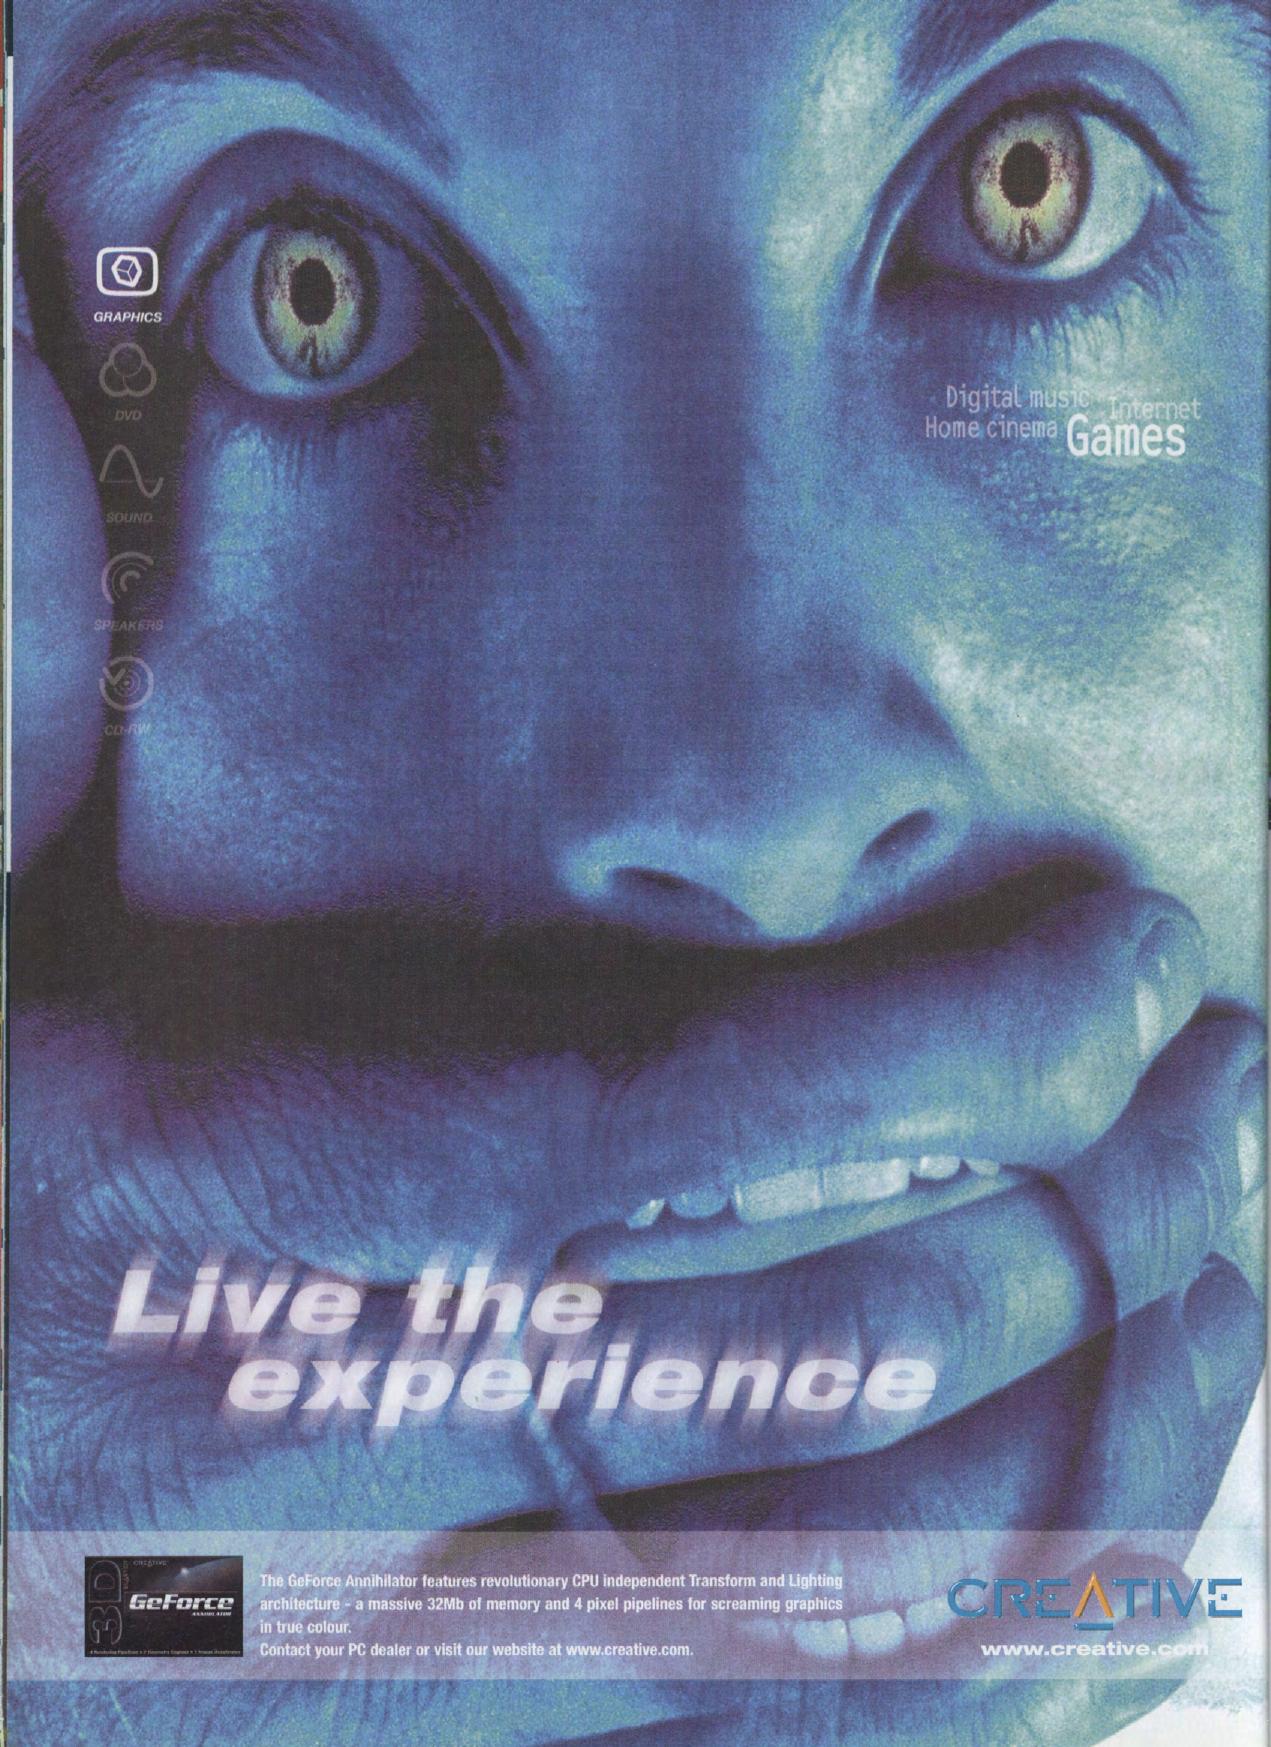 GRAPHICS
DVD
SOUND
SPEAKERS
CD-RW
Digital music
Internet
Home cinema
Games
Live the
experience
3D
CREATIVE
GeForce
ANNIHILATOR
The GeForce Annihilator features revolutionary CPU independent Transform and Lighting
architecture - a massive 32Mb of memory and 4 pixel pipelines for screaming graphics
in true colour.
Contact your PC dealer or visit our website at www.creative.com.
CREATIVE
www.creative.com